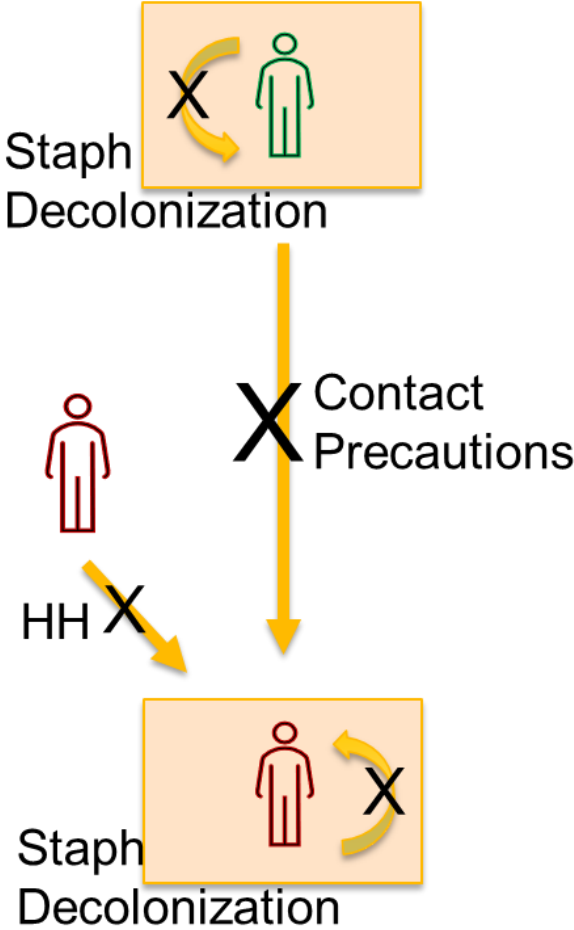 X
Staph
Decolonization
X
Contact
Precautions
HH X
X
Staph
Decolonization